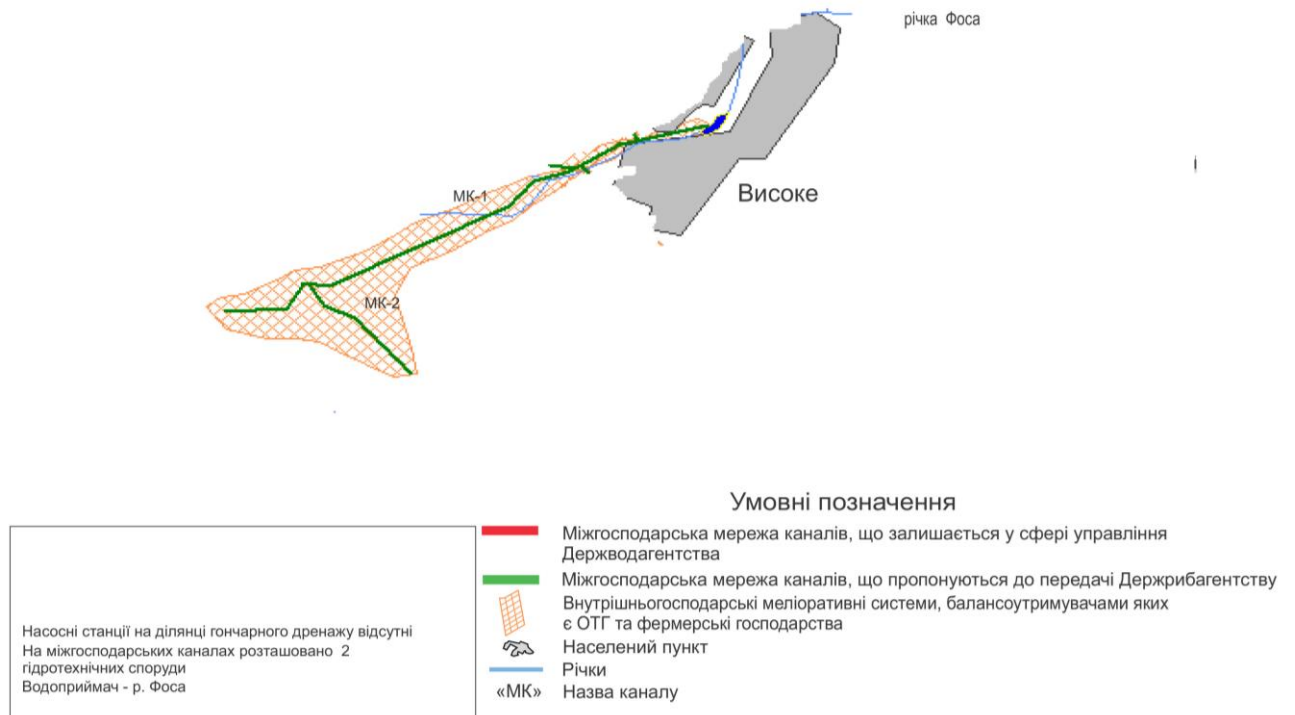 річка Фоса
Високе
МК-1
МК-2
Умовні позначення
Міжгосподарська мережа каналів, що залишається у сфері управління
Держводагентства
Міжгосподарська мережа каналів, що пропонуються до передачі Держрибагентству
Внутрішньогосподарські меліоративні системи, балансоутримувачами яких
є ОТГ та фермерські господарства
Населений пункт
Річки
«МК» Назва каналу
Насосні станції на ділянці гончарного дренажу відсутні
На міжгосподарських каналах розташовано 2
гідротехнічних споруди
Водоприймач - р. Фоса